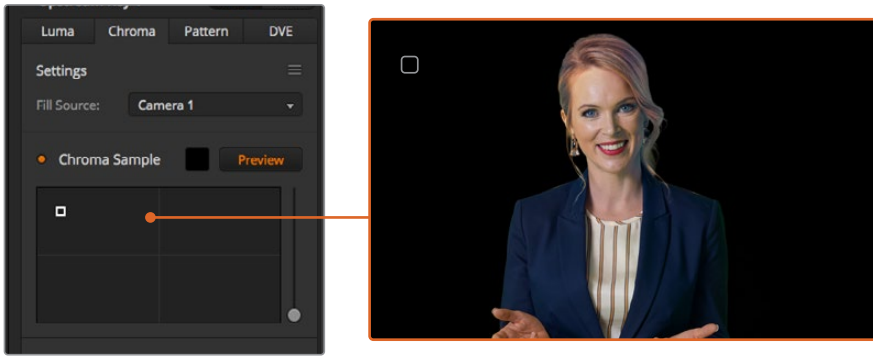 Luma Chroma Pattern DVE
Settings
Fill Source: Camera 1
Chroma Sample Preview